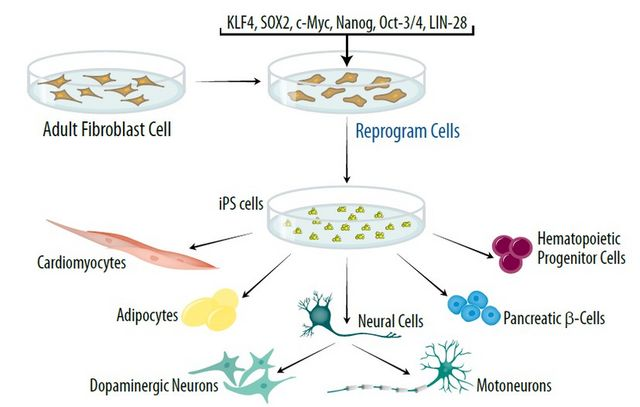 KLF4, SOX2, c-Myc, Nanog, Oct-3/4, LIN-28
Adult Fibroblast Cell
Reprogram Cells
iPS cells
Cardiomyocytes
Hematopoietic
Progenitor Cells
Adipocytes
Neural Cells
Pancreatic β-Cells
Dopaminergic Neurons
Motoneurons